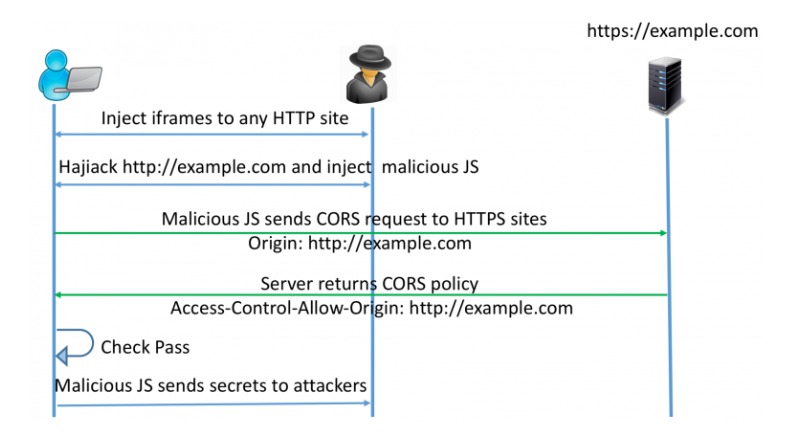 https://example.com
Inject iframes to any HTTP site
Hajiack http://example.com and inject malicious JS
Malicious JS sends CORS request to HTTPS sites
Origin: http://example.com
Server returns CORS policy
Access-Control-Allow-Origin: http://example.com
Check Pass
Malicious JS sends secrets to attackers